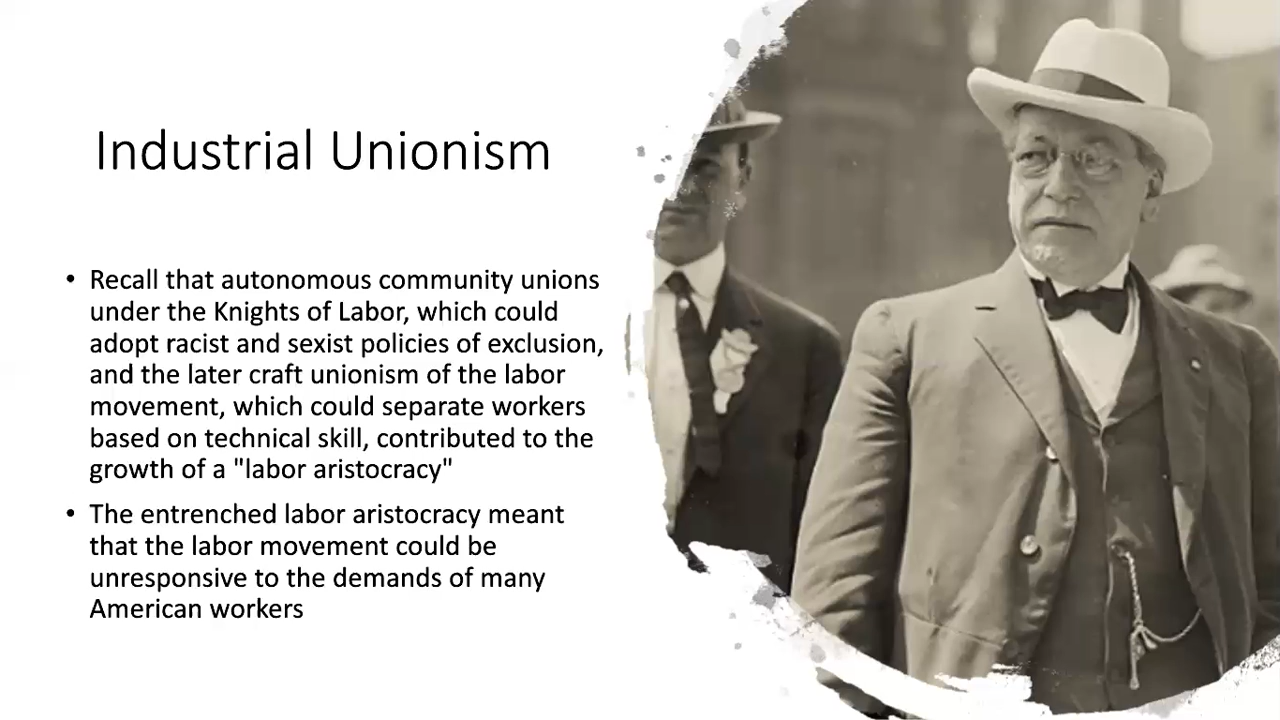 Industrial Unionism
• Recall that autonomous community unions
under the Knights of Labor, which could
adopt racist and sexist policies of exclusion,
and the later craft unionism of the labor
movement, which could separate workers
based on technical skill, contributed to the
growth of a "labor aristocracy"
• The entrenched labor aristocracy meant
that the labor movement could be
unresponsive to the demands of many
American workers